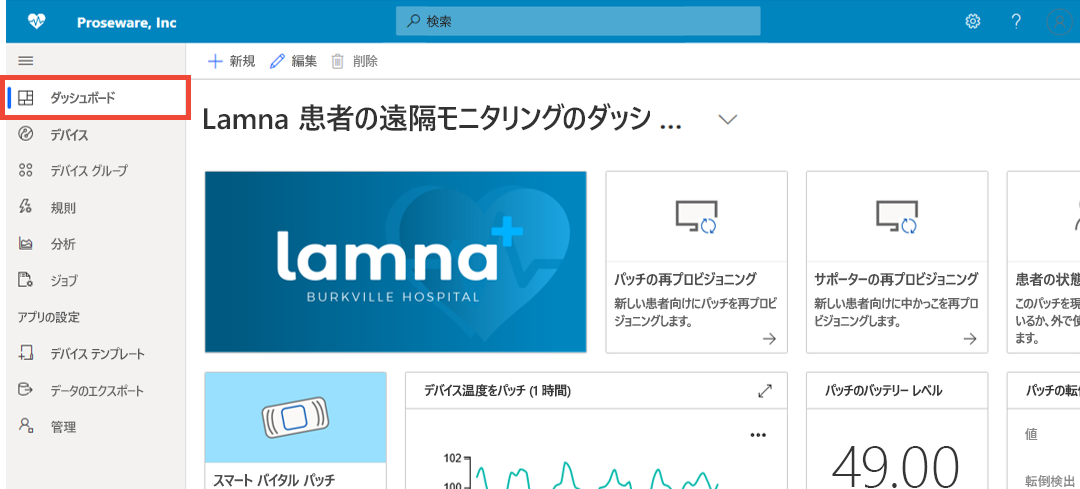 Proseware, Inc
検索
新規
編集
削除
ダッシュボード
デバイス
デバイス グループ
規則
分析
ジョブ
アプリの設定
デバイス テンプレート
データのエクスポート
管理
Lamna 患者の遠隔モニタリングのダッシ ...
lamna
BURKVILLE HOSPITAL
パッチの再プロビジョニング
新しい患者向けにパッチを再プロビ
ジョニングします。
サポーターの再プロビジョニング
新しい患者向けに中かっこを再プロ
ビジョニングします。
患者の状態
このパッチを現
いるか、外で使
ます。
スマート バイタル パッチ
デバイス温度をパッチ (1 時間)
102
100
パッチのバッテリー レベル
49.00
パッチの転倒
値
転倒検出